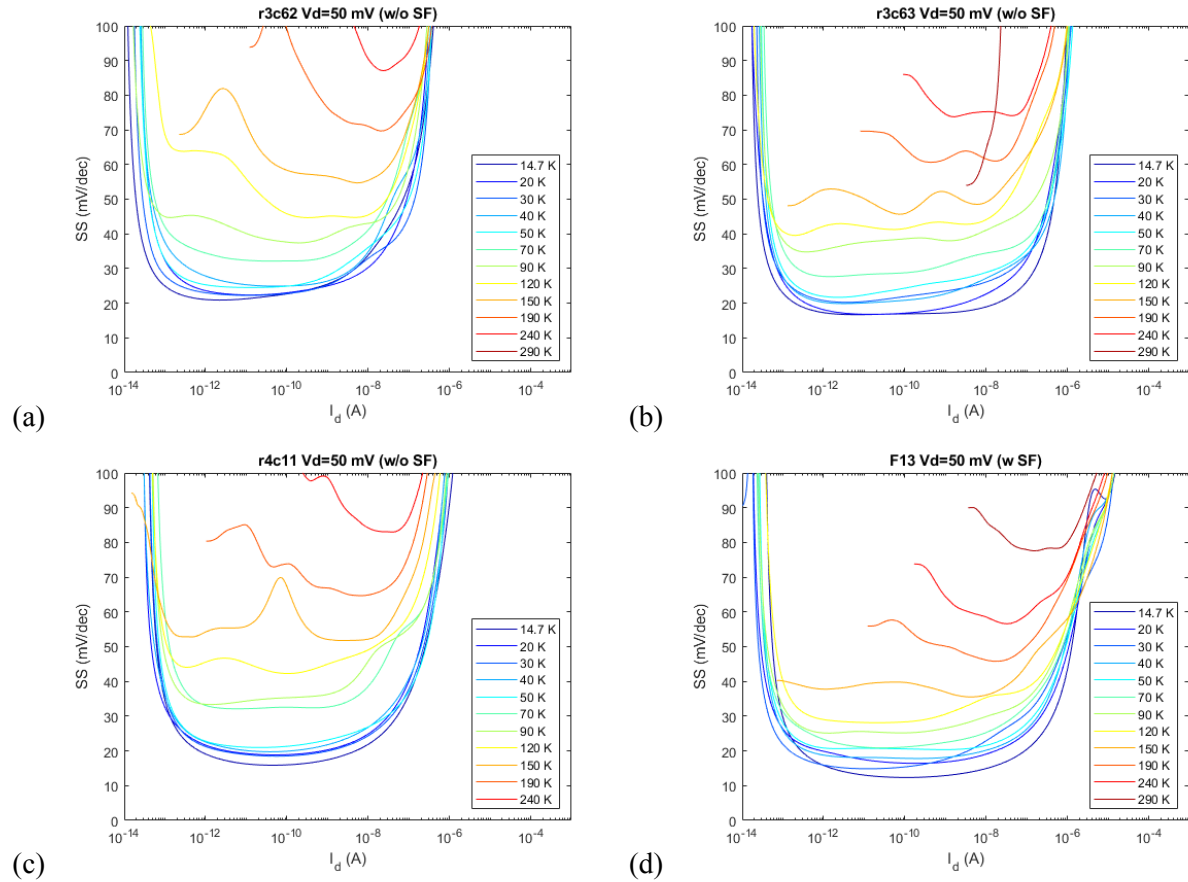 r3c62 Vd=50 mV (w/o SF)
100
90
80
70
60
50
40
30
20
10
0
SS (mV/dec)
10^-14
10^-12
10^-10
10^-8
10^-6
10^-4
I_d (A)
14.7 K
20 K
30 K
40 K
50 K
70 K
90 K
120 K
150 K
190 K
240 K
290 K
(a)
r3c63 Vd=50 mV (w/o SF)
100
90
80
70
60
50
40
30
20
10
0
SS (mV/dec)
10^-14
10^-12
10^-10
10^-8
10^-6
10^-4
I_d (A)
14.7 K
20 K
30 K
40 K
50 K
70 K
90 K
120 K
150 K
190 K
240 K
290 K
(b)
r4c11 Vd=50 mV (w/o SF)
100
90
80
70
60
50
40
30
20
10
0
SS (mV/dec)
10^-14
10^-12
10^-10
10^-8
10^-6
10^-4
I_d (A)
14.7 K
20 K
30 K
40 K
50 K
70 K
90 K
120 K
150 K
190 K
240 K
(c)
F13 Vd=50 mV (w SF)
100
90
80
70
60
50
40
30
20
10
0
SS (mV/dec)
10^-14
10^-12
10^-10
10^-8
10^-6
10^-4
I_d (A)
14.7 K
20 K
30 K
40 K
50 K
70 K
90 K
120 K
150 K
190 K
240 K
290 K
(d)